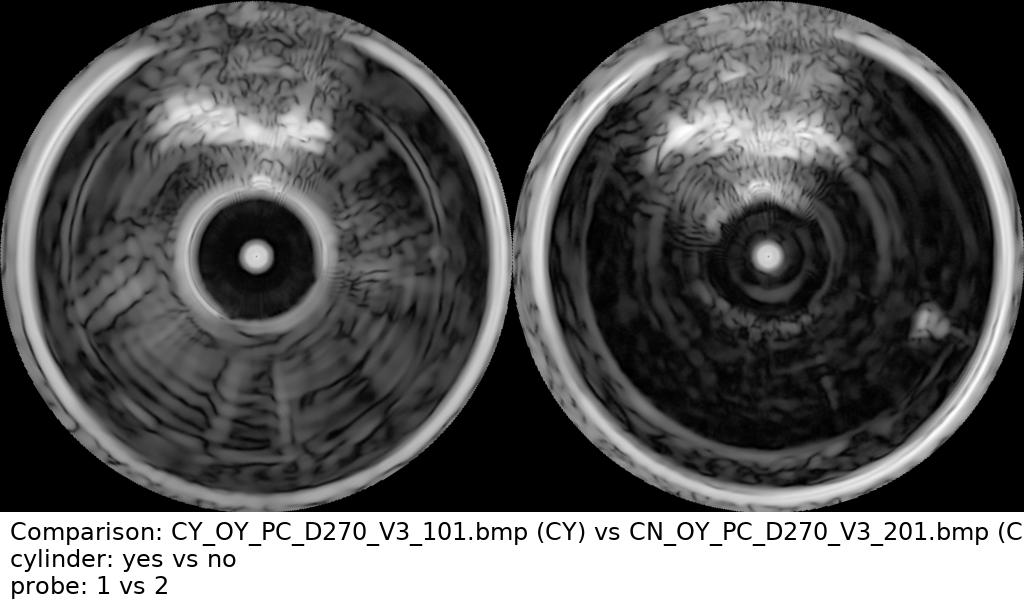 Comparison: CY_OY_PC_D270_V3_101.bmp (CY) vs CN_OY_PC_D270_V3_201.bmp (C
cylinder: yes vs no
probe: 1 vs 2